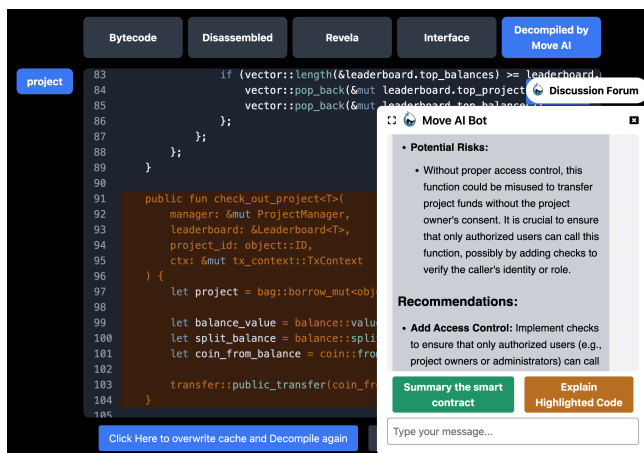 Bytecode
Disassembled
Revela
Interface
Decompiled by
Move AI
project
83 if (vector::length(&leaderboard.top_balances) >= leaderboard.
84 vector::pop_back(&mut leaderboard.top_project
85 vector::pop_back(&mut leaderboard.top_balance
86 };
87 };
88 };
89 }
90
91 public fun check_out_project<T>(
92 manager: &mut ProjectManager,
93 leaderboard: &Leaderboard<T>,
94 project_id: object::ID,
95 ctx: &mut tx_context::TxContext
96 ) {
97 let project = bag::borrow_mut<obj
98
99 let balance_value = balance::valu
100 let split_balance = balance::spli
101 let coin_from_balance = coin::fro
102
103 transfer::public_transfer(coin_fr
104 }
105
Click Here to overwrite cache and Decompile again
Discussion Forum
Move AI Bot
• Potential Risks:
• Without proper access control, this
function could be misused to transfer
project funds without the project
owner's consent. It is crucial to ensure
that only authorized users can call this
function, possibly by adding checks to
verify the caller's identity or role.
Recommendations:
• Add Access Control: Implement checks
to ensure that only authorized users (e.g.,
project owners or administrators) can call
Summary the smart
contract
Explain
Highlighted Code
Type your message...